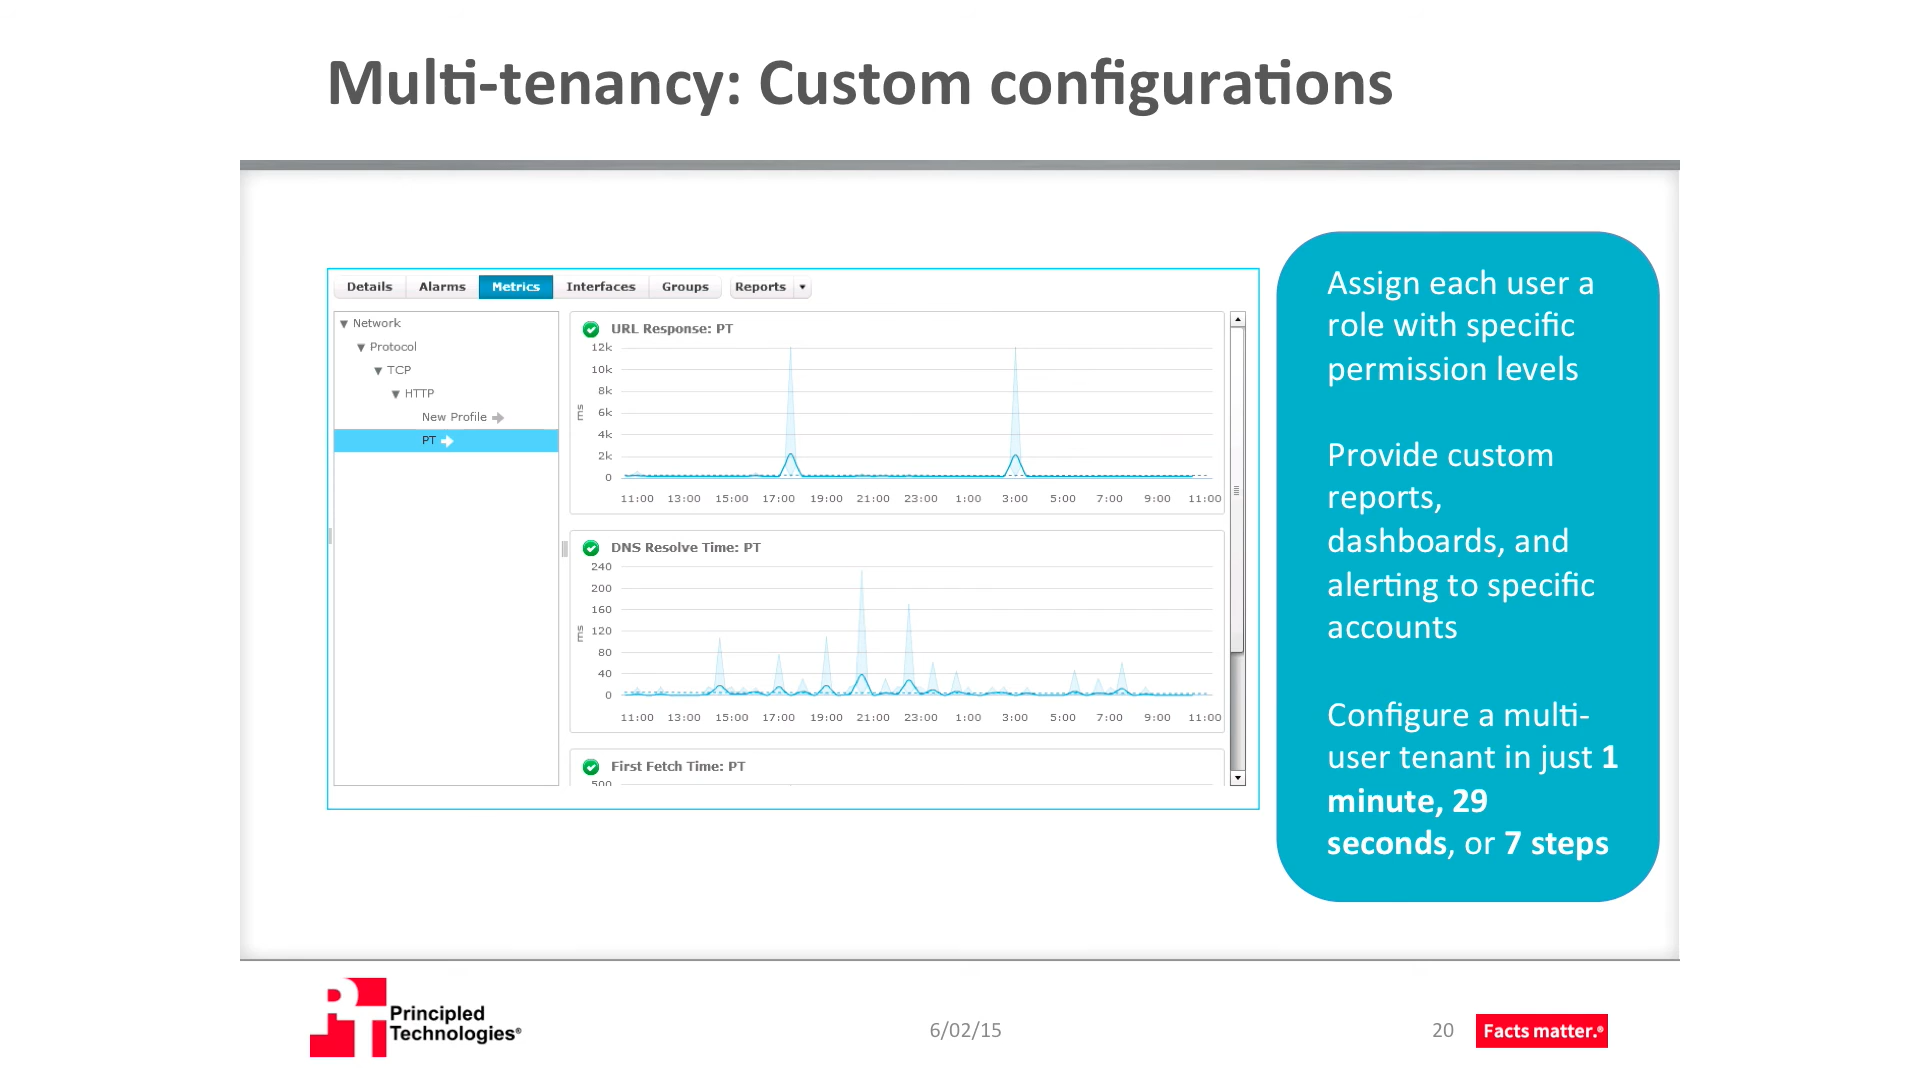 Multi-tenancy: Custom configurations
Details Alarms Metrics Interfaces Groups Reports
Network
Protocol
TCP
HTTP
New Profile
PT
URL Response: PT
12k
10k
8k
6k
4k
2k
0
ms
11:00 13:00 15:00 17:00 19:00 21:00 23:00 1:00 3:00 5:00 7:00 9:00 11:00
DNS Resolve Time: PT
240
200
160
120
80
40
0
ms
11:00 13:00 15:00 17:00 19:00 21:00 23:00 1:00 3:00 5:00 7:00 9:00 11:00
First Fetch Time: PT
500
Assign each user a
role with specific
permission levels
Provide custom
reports,
dashboards, and
alerting to specific
accounts
Configure a multi-
user tenant in just 1
minute, 29
seconds, or 7 steps
PT
Principled
Technologies®
6/02/15
20
Facts matter.®